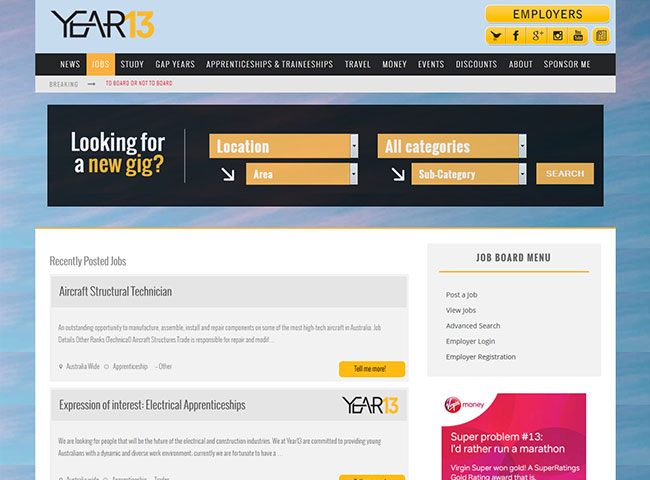 YEAR13
EMPLOYERS
NEWS JOBS STUDY GAP YEARS APPRENTICESHIPS & TRAINEESHIPS TRAVEL MONEY EVENTS DISCOUNTS ABOUT SPONSOR ME
BREAKING TO BOARD OR NOT TO BOARD
Looking for
a new gig?
Location
All categories
Area
Sub-Category
SEARCH
Recently Posted Jobs
Aircraft Structural Technician
An outstanding opportunity to manufacture, assemble, install and repair components on some of the most high-tech aircraft in Australia. Job
Details Other Ranks (Technical) Aircraft Structures Trade is responsible for repair and modif ...
Australia Wide Apprenticeship - Other
Tell me more!
Expression of interest: Electrical Apprenticeships
YEAR13
We are looking for people that will be the future of the electrical and construction industries. We at Year13 are committed to providing young
Australians with a dynamic and diverse work environment; currently we are fortunate to have a ...
Australia wide Apprenticeship - Trades
Tell me more!
JOB BOARD MENU
Post a Job
View Jobs
Advanced Search
Employer Login
Employer Registration
Virgin money
Super problem #13:
I'd rather run a marathon
Virgin Super won gold! A SuperRatings
Gold Rating award that is.